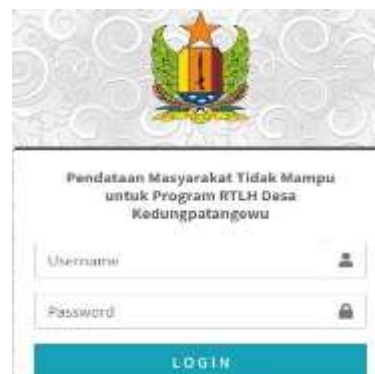 Pendataan Masyarakat Tidak Mampu
untuk Program RTLH Desa
Kedungpatangewu
Username
Password
LOGIN